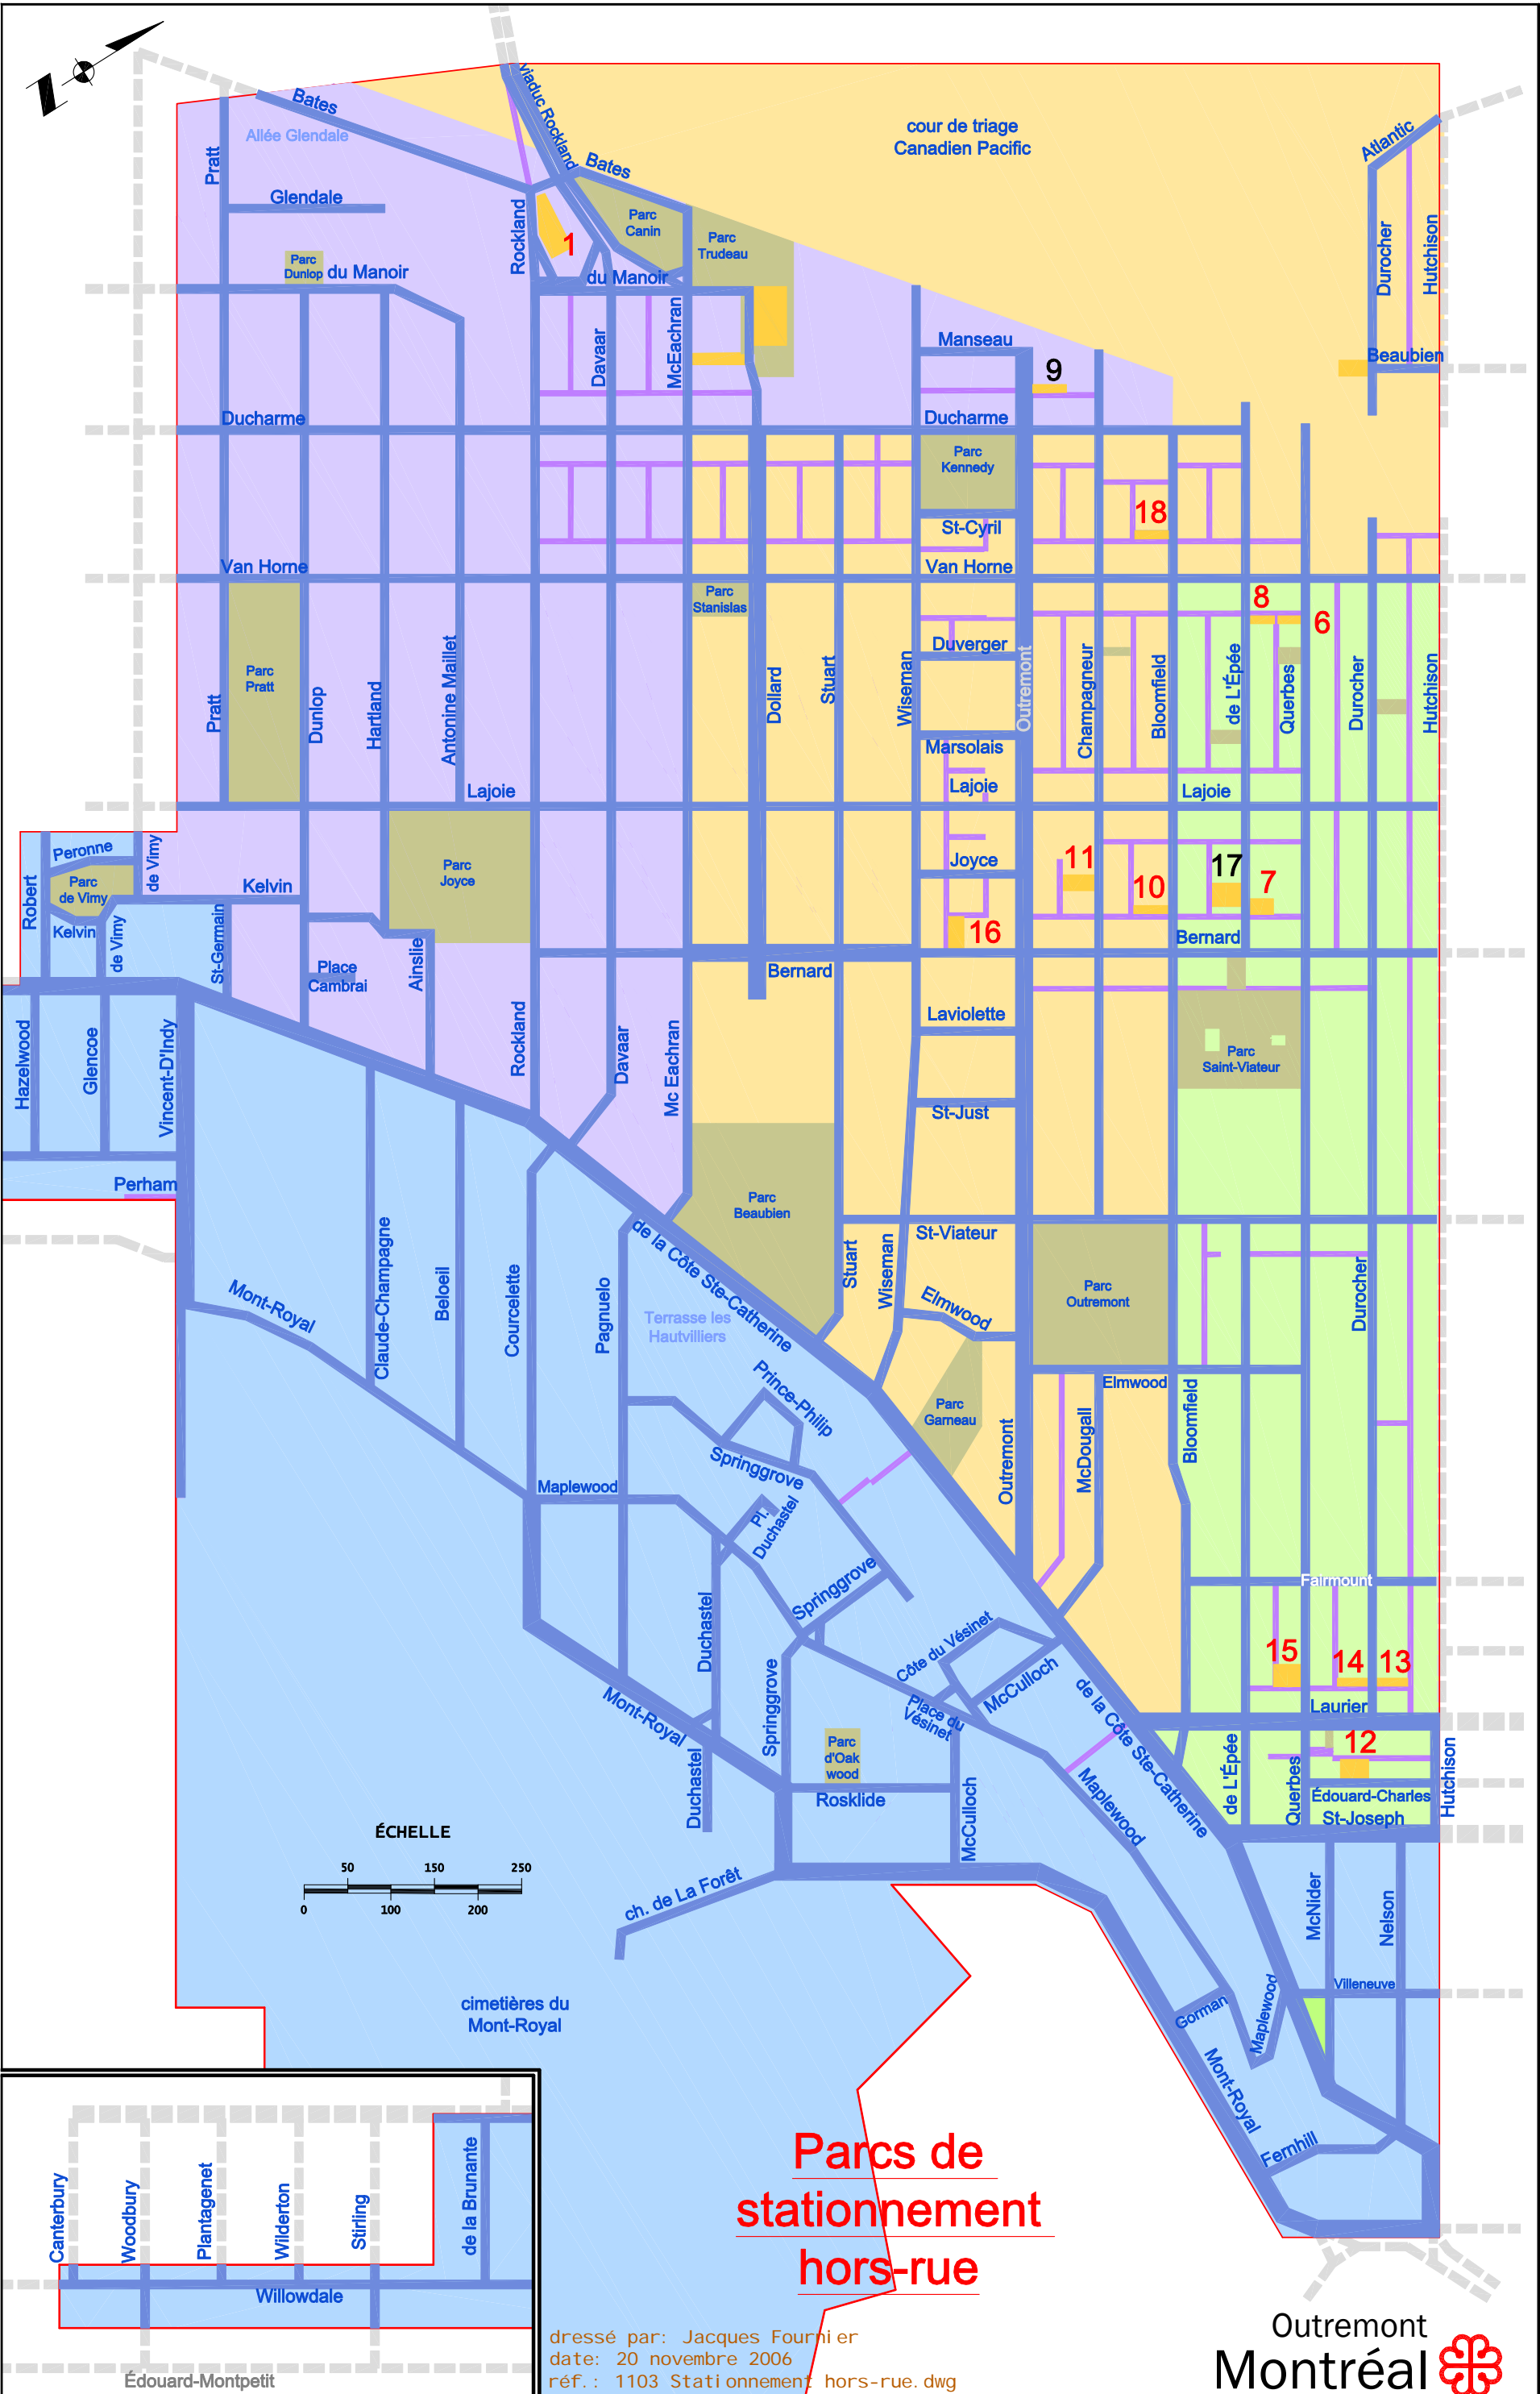 viaduc Rockland
Bates
Allée Glendale
Pratt
Glendale
Rockland
Bates
Parc
Canin
Parc
Trudeau
cour de triage
Canadien Pacific
Atlantic
Durocher
Hutchison
1
Parc
Dunlop
du Manoir
du Manoir
Davaar
McEachran
Manseau
9
Beaubien
Ducharme
Ducharme
Parc
Kennedy
18
St-Cyril
Van Horne
Van Horne
Parc
Stanislas
8
6
Duverger
Parc
Pratt
Pratt
Dunlop
Hartland
Antonine Maillet
Dollard
Stuart
Wiseman
Outremont
Champagneur
Bloomfield
de L'Épée
Querbes
Durocher
Hutchison
Marsolais
Lajoie
Lajoie
Lajoie
Peronne
de Vimy
Robert
Parc
de Vimy
Kelvin
Kelvin
de Vimy
St-Germain
Parc
Joyce
Joyce
11
10
17
7
16
Bernard
Bernard
Place
Cambrai
Ainslie
Rockland
Davaar
Mc Eachran
Laviolette
Parc
Saint-Viateur
Hazelwood
Glencoe
Vincent-D'Indy
St-Just
Perham
Parc
Beaubien
St-Viateur
Stuart
Wiseman
Elmwood
Parc
Outremont
Durocher
Mont-Royal
Claude-Champagne
Beloeil
Courcelette
Pagnuelo
de la Côte Ste-Catherine
Terrasse les
Hautvilliers
Prince-Philip
Parc
Garneau
Elmwood
Outremont
McDougall
Bloomfield
Springgrove
Maplewood
Pl.
Duchastel
Springgrove
Fairmount
Duchastel
Springgrove
Côte du Vésinet
McCulloch
Place du
Vésinet
15
14
13
Mont-Royal
de la Côte Ste-Catherine
Laurier
Parc
d'Oak
wood
12
Duchastel
Rosklide
McCulloch
Maplewood
de L'Épée
Querbes
Édouard-Charles
St-Joseph
Hutchison
ÉCHELLE
50 150 250
0 100 200
ch. de La Forêt
McNider
Nelson
Villeneuve
cimetières du
Mont-Royal
Gorman
Maplewood
Mont-Royal
Fernhill
Canterbury
Woodbury
Plantagenet
Wilderton
Stirling
de la Brunante
Willowdale
Édouard-Montpetit
Parcs de
stationnement
hors-rue
dressé par: Jacques Fournier
date: 20 novembre 2006
réf.: 1103 Stationnement hors-rue.dwg
Outremont
Montréal